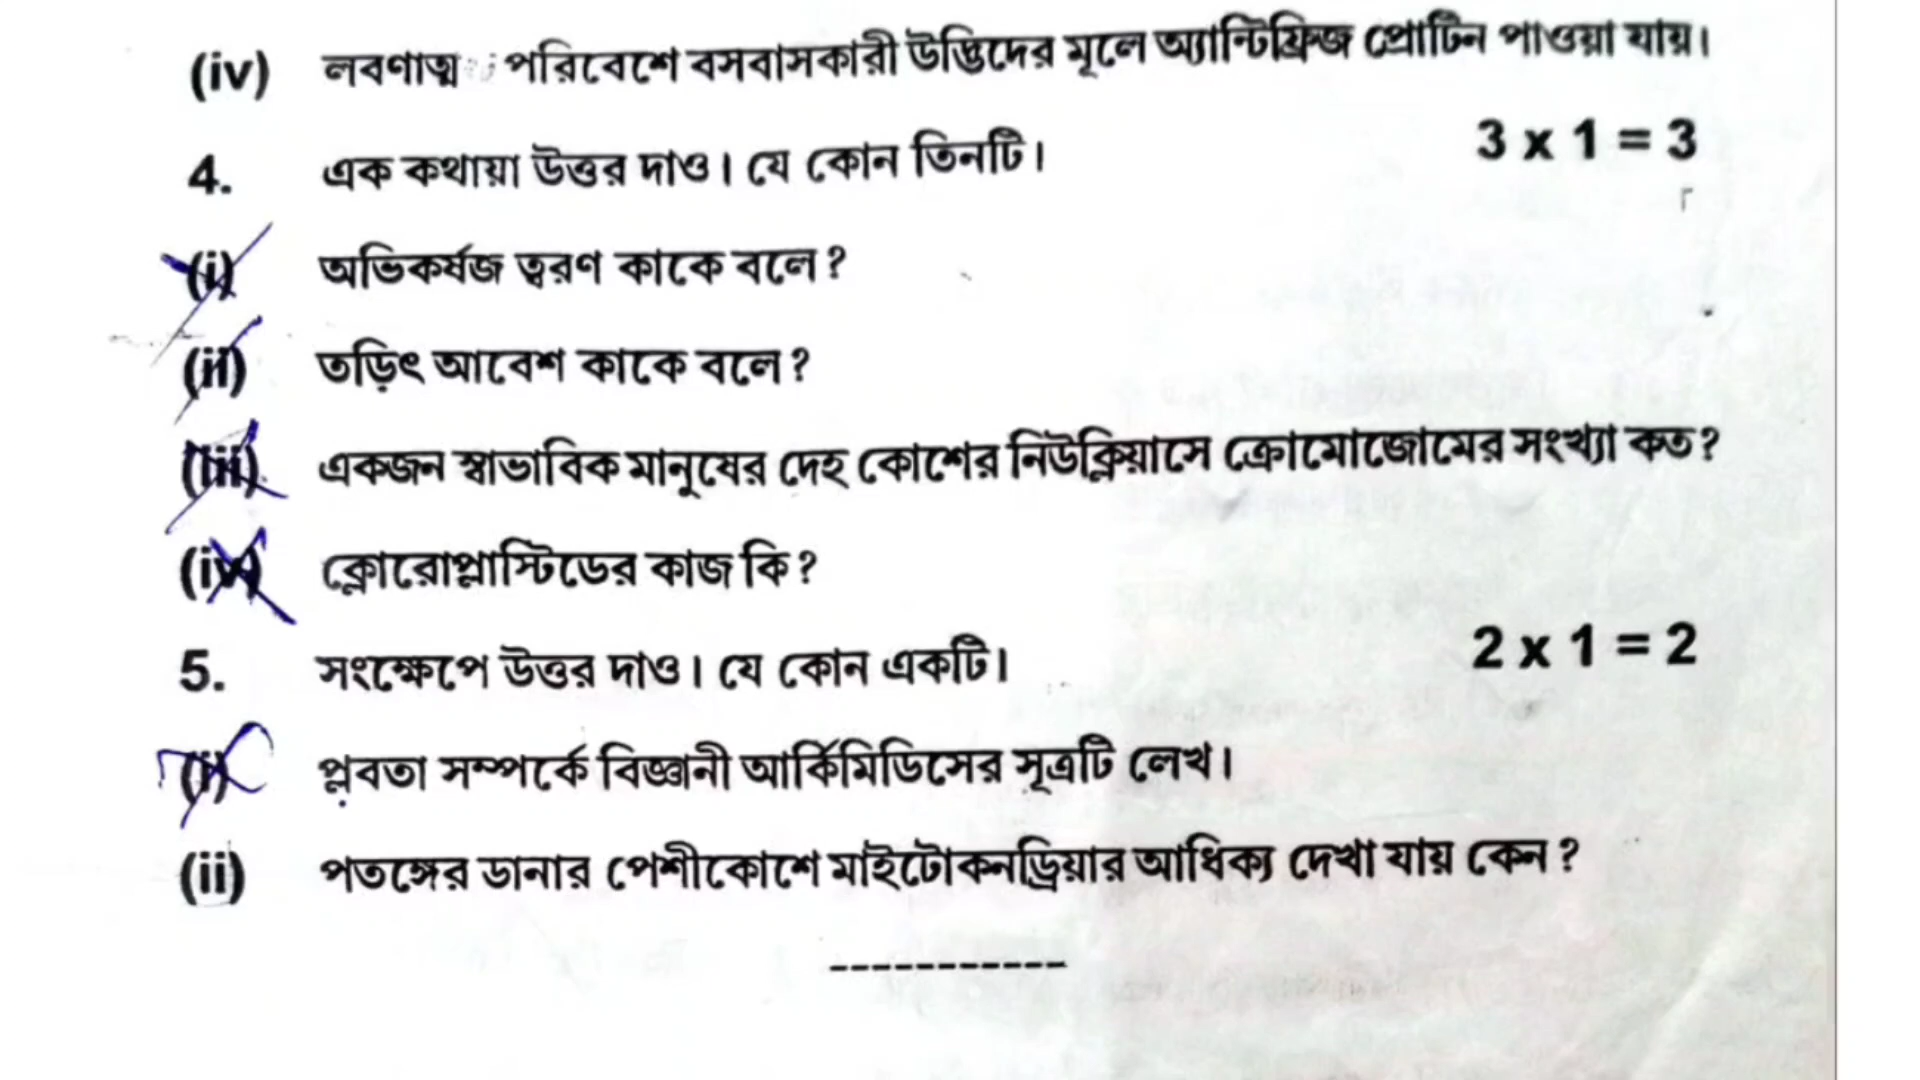 (iv) লবণাত্ম পরিবেশে বসবাসকারী উদ্ভিদের মূলে অ্যান্টিফ্রিজ প্রোটিন পাওয়া যায়।
4. এক কথায়া উত্তর দাও। যে কোন তিনটি। 3 x 1 = 3
(i) অভিকর্ষজ ত্বরণ কাকে বলে?
(ii) তড়িৎ আবেশ কাকে বলে?
(iii) একজন স্বাভাবিক মানুষের দেহ কোশের নিউক্লিয়াসে ক্রোমোজোমের সংখ্যা কত?
(iv) ক্লোরোপ্লাস্টিডের কাজ কি?
5. সংক্ষেপে উত্তর দাও। যে কোন একটি। 2 x 1 = 2
(i) প্লবতা সম্পর্কে বিজ্ঞানী আর্কিমিডিসের সূত্রটি লেখ।
(ii) পতঙ্গের ডানার পেশীকোশে মাইটোকনড্রিয়ার আধিক্য দেখা যায় কেন?